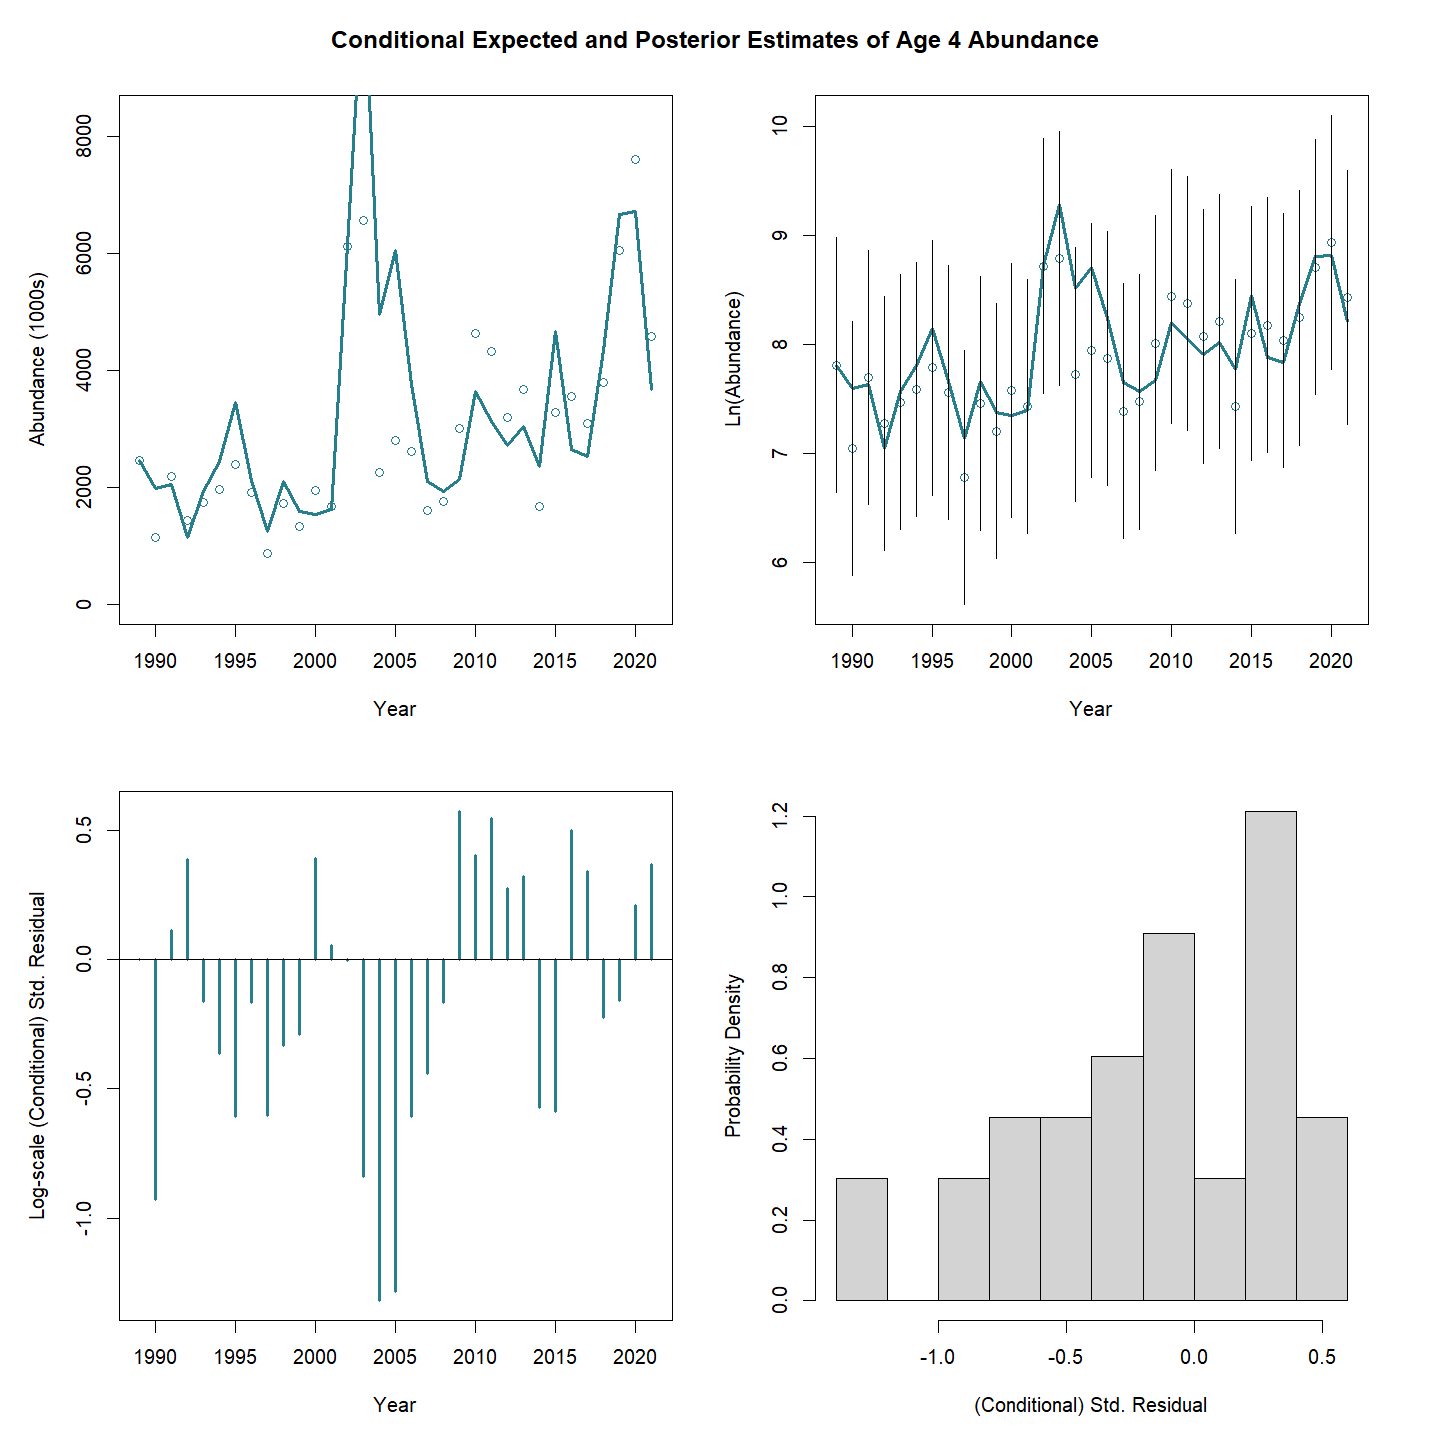 Conditional Expected and Posterior Estimates of Age 4 Abundance
Abundance (1000s)
8000
6000
4000
2000
0
1990 1995 2000 2005 2010 2015 2020
Year
Ln(Abundance)
10
9
8
7
6
1990 1995 2000 2005 2010 2015 2020
Year
Log-scale (Conditional) Std. Residual
0.5
0.0
-0.5
-1.0
1990 1995 2000 2005 2010 2015 2020
Year
Probability Density
1.2
1.0
0.8
0.6
0.4
0.2
0.0
-1.0 -0.5 0.0 0.5
(Conditional) Std. Residual